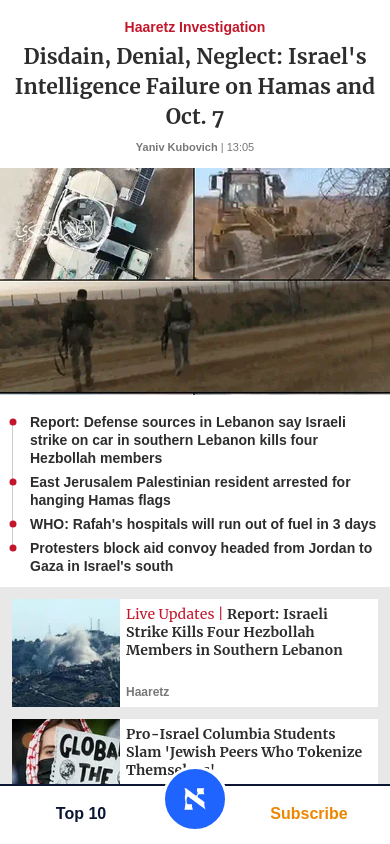 Haaretz Investigation
Disdain, Denial, Neglect: Israel's
Intelligence Failure on Hamas and
Oct. 7
Yaniv Kubovich | 13:05
الإعلام العسكري
Report: Defense sources in Lebanon say Israeli
strike on car in southern Lebanon kills four
Hezbollah members
East Jerusalem Palestinian resident arrested for
hanging Hamas flags
WHO: Rafah's hospitals will run out of fuel in 3 days
Protesters block aid convoy headed from Jordan to
Gaza in Israel's south
Live Updates | Report: Israeli
Strike Kills Four Hezbollah
Members in Southern Lebanon
Haaretz
GLOBA
THE
Pro-Israel Columbia Students
Slam 'Jewish Peers Who Tokenize
Themselves'
Top 10
א
Subscribe